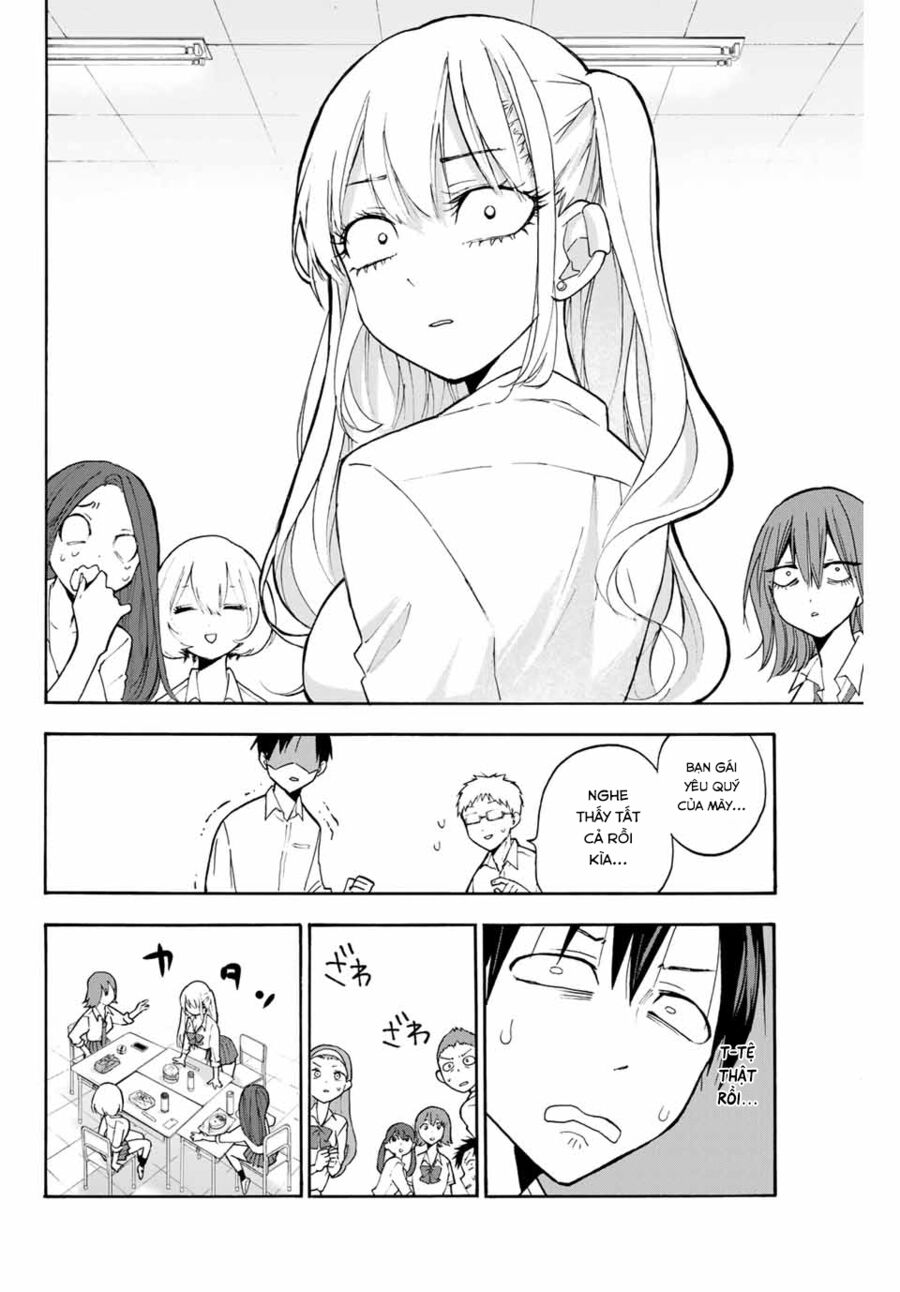 BẠN GÁI
YÊU QUÝ
CỦA MÀY...
NGHE
THẤY TẤT
CẢ RỒI
KÌA...
T-TỆ
THẬT
RỒI...
ざわ
ざわ
カタン